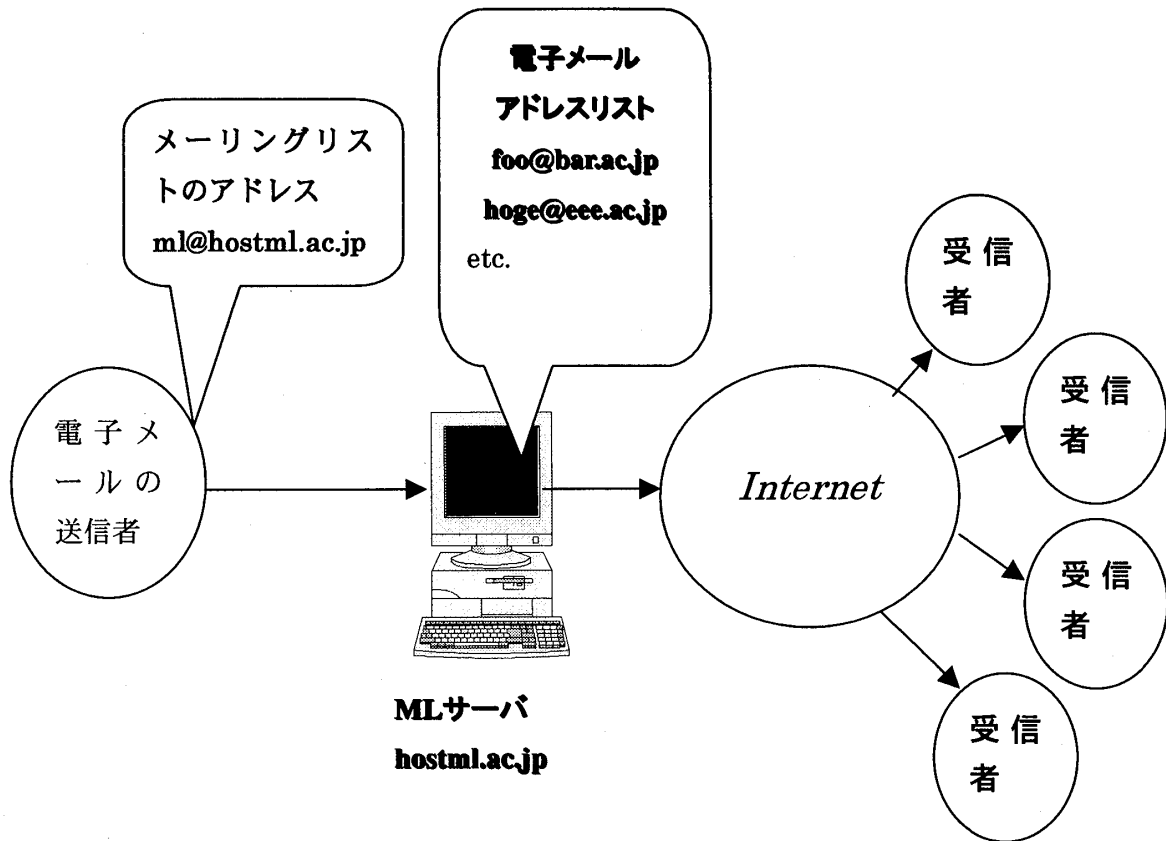 電子メール
アドレスリスト
foo@bar.ac.jp
hoge@eee.ac.jp
etc.
メーリングリス
トのアドレス
ml@hostml.ac.jp
電子メ
ールの
送信者
Internet
受信
者
受信
者
受信
者
受信
者
MLサーバ
hostml.ac.jp